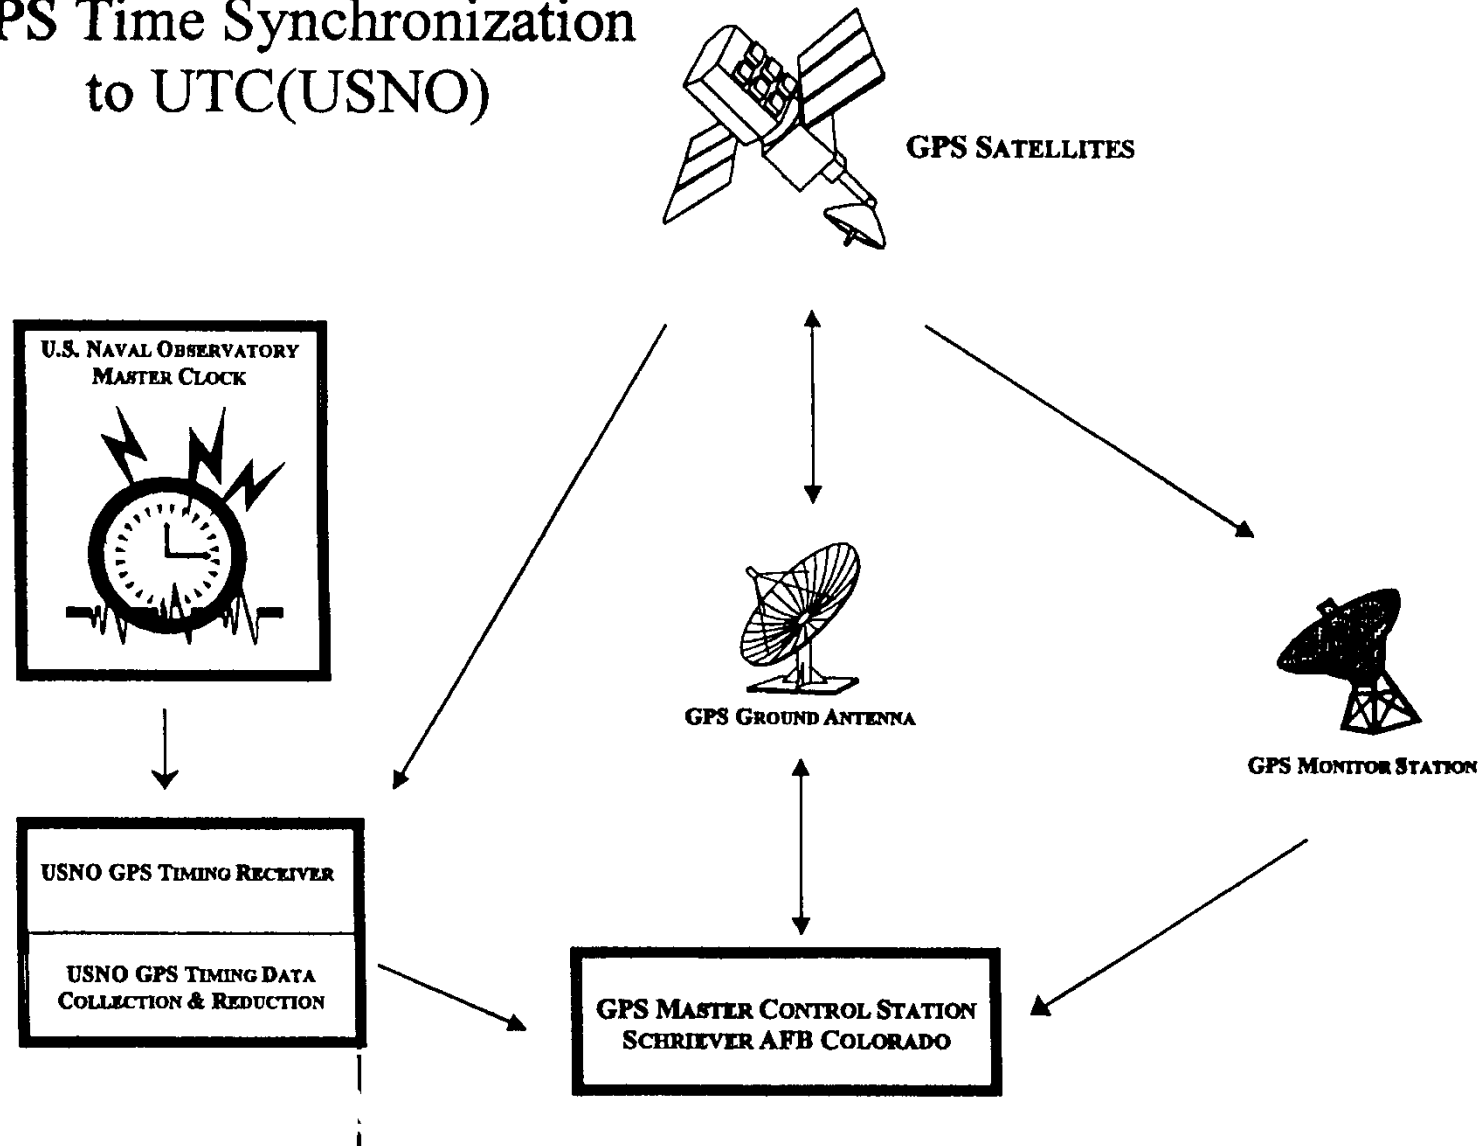 PS Time Synchronization
to UTC(USNO)
GPS SATELLITES
U.S. NAVAL OBSERVATORY
MASTER CLOCK
GPS GROUND ANTENNA
GPS MONITOR STATION
USNO GPS TIMING RECEIVER
USNO GPS TIMING DATA
COLLECTION & REDUCTION
GPS MASTER CONTROL STATION
SCHRIEVER AFB COLORADO